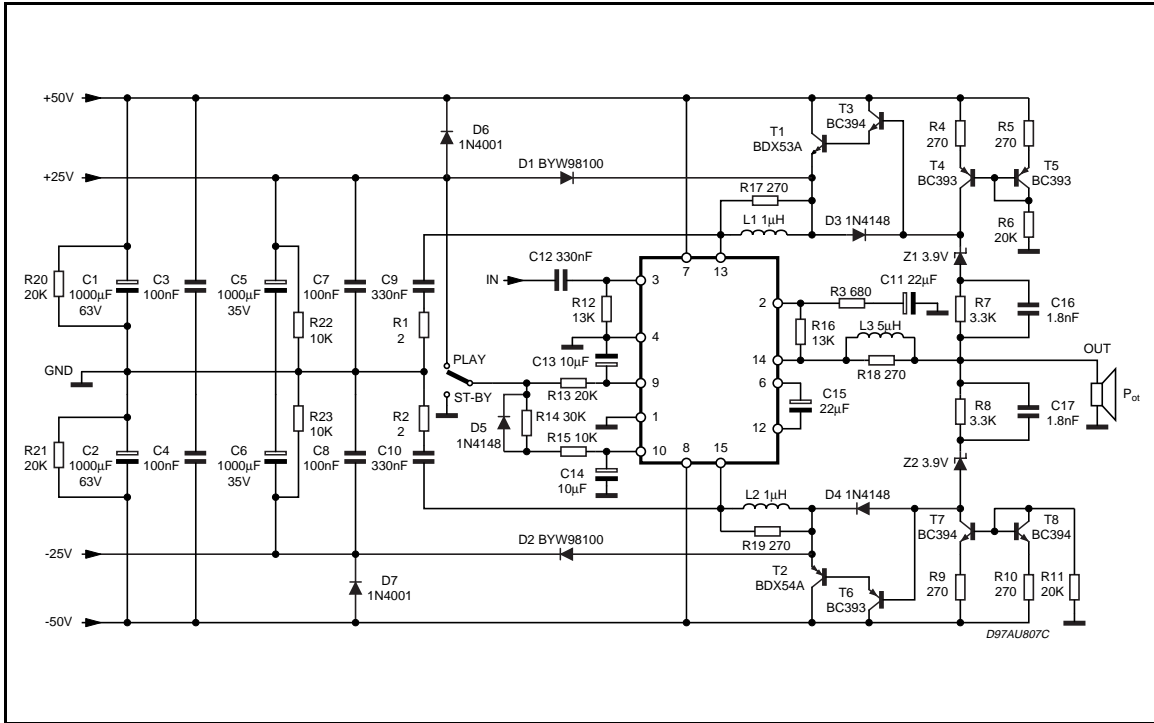 +50V
+25V
GND
-25V
-50V
R20
20K
C1
1000µF
63V
C3
100nF
C5
1000µF
35V
R22
10K
C7
100nF
C9
330nF
R1
2
R21
20K
C2
1000µF
63V
C4
100nF
C6
1000µF
35V
R23
10K
C8
100nF
R2
2
C10
330nF
D6
1N4001
D1 BYW98100
D2 BYW98100
D7
1N4001
PLAY
ST-BY
D5
1N4148
IN
C12 330nF
R12
13K
C13 10µF
R13 20K
R14 30K
R15 10K
C14
10µF
T1
BDX53A
T3
BC394
R17 270
L1 1µH
D3 1N4148
7
13
3
4
9
1
10
8
15
2
14
6
12
R3 680
C11 22µF
R16
13K
L3 5µH
R18 270
C15
22µF
L2 1µH
D4 1N4148
R19 270
T2
BDX54A
T6
BC393
R4
270
R5
270
T4
BC393
T5
BC393
R6
20K
Z1 3.9V
R7
3.3K
C16
1.8nF
OUT
Pot
R8
3.3K
C17
1.8nF
Z2 3.9V
T7
BC394
T8
BC394
R9
270
R10
270
R11
20K
D97AU807C